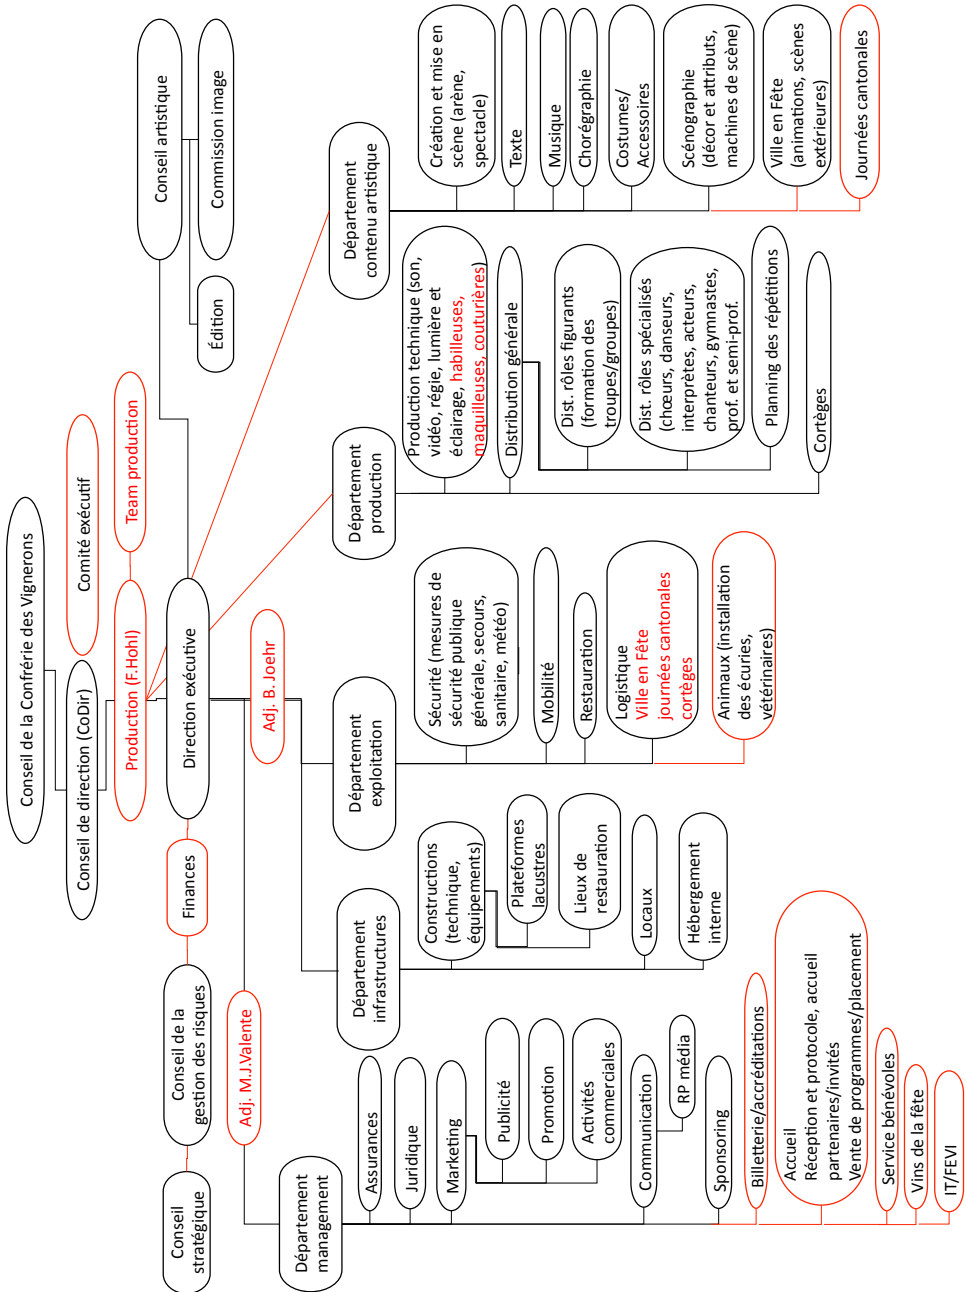 Conseil de la Confrérie des Vignerons
Conseil de direction (CoDir)
Comité exécutif
Production (F.Hohl)
Team production
Conseil
stratégique
Conseil de la
gestion des risques
Finances
Direction exécutive
Conseil artistique
Édition
Commission image
Adj. M.J.Valente
Adj. B. Joehr
Département
management
Assurances
Juridique
Marketing
Publicité
Promotion
Activités
commerciales
Communication
RP média
Sponsoring
Billetterie/accréditations
Accueil
Réception et protocole, accueil
partenaires/invités
Vente de programmes/placement
Service bénévoles
Vins de la fête
IT/FEVI
Département
infrastructures
Constructions
(technique,
équipements)
Plateformes
lacustres
Lieux de
restauration
Locaux
Hébergement
interne
Département
exploitation
Sécurité (mesures de
sécurité publique
générale, secours,
sanitaire, météo)
Mobilité
Restauration
Logistique
Ville en Fête
journées cantonales
cortèges
Animaux (installation
des écuries,
vétérinaires)
Département
production
Production technique (son,
vidéo, régie, lumière et
éclairage, habilleuses,
maquilleuses, couturières)
Distribution générale
Dist. rôles figurants
(formation des
troupes/groupes)
Dist. rôles spécialisés
(chœurs, danseurs,
interprètes, acteurs,
chanteurs, gymnastes,
prof. et semi-prof.
Planning des répétitions
Cortèges
Département
contenu artistique
Création et mise en
scène (arène,
spectacle)
Texte
Musique
Chorégraphie
Costumes/
Accessoires
Scénographie
(décor et attributs,
machines de scène)
Ville en Fête
(animations, scènes
extérieures)
Journées cantonales